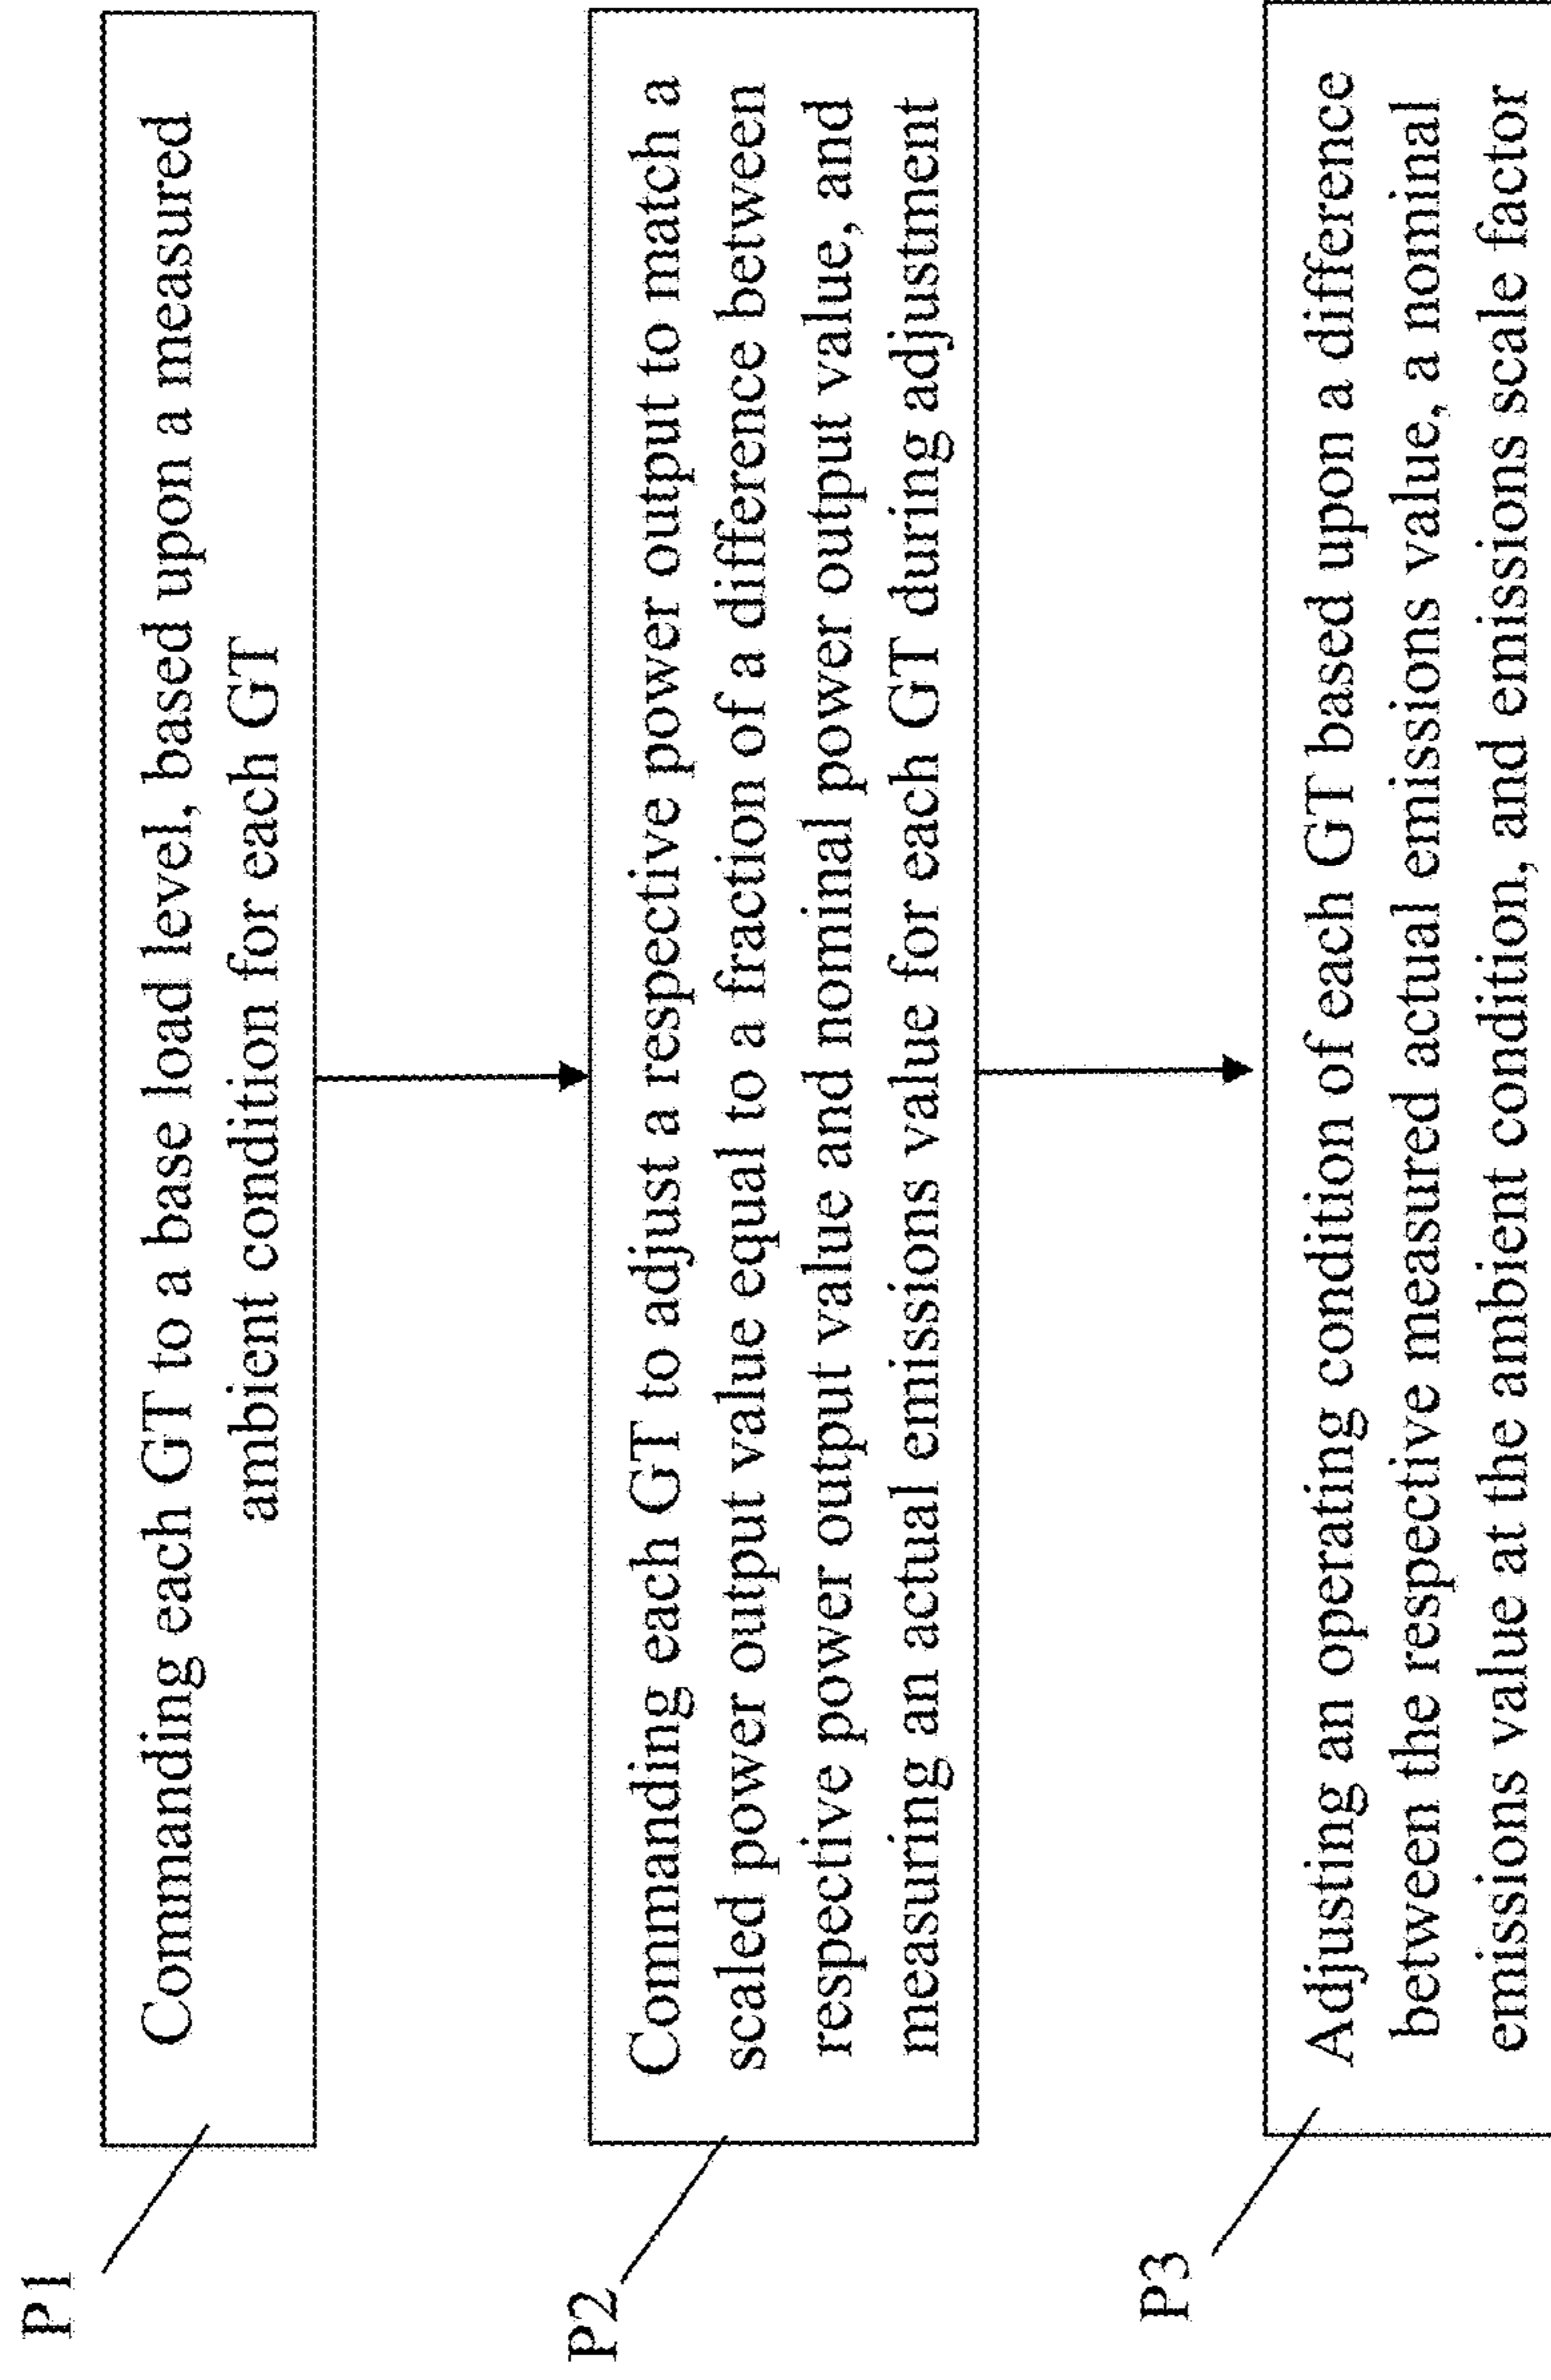 P1
Commanding each GT to a base load level, based upon a measured
ambient condition for each GT
P2
Commanding each GT to adjust a respective power output to match a
scaled power output value equal to a fraction of a difference between
respective power output value and nominal power output value, and
measuring an actual emissions value for each GT during adjustment
P3
Adjusting an operating condition of each GT based upon a difference
between the respective measured actual emissions value, a nominal
emissions value at the ambient condition, and emissions scale factor